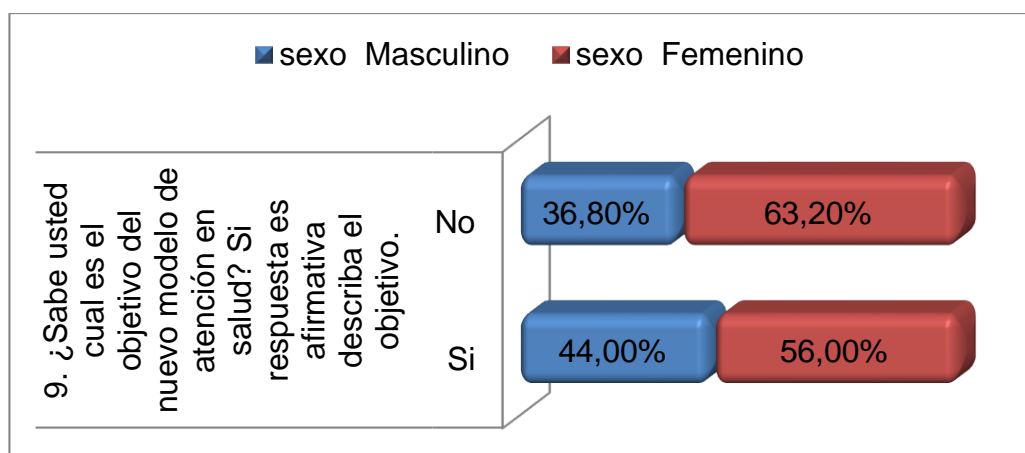 sexo Masculino sexo Femenino
9. ¿Sabe usted
cual es el
objetivo del
nuevo modelo de
atención en
salud? Si
respuesta es
afirmativa
describa el
objetivo.
No
36,80% 63,20%
Si
44,00% 56,00%